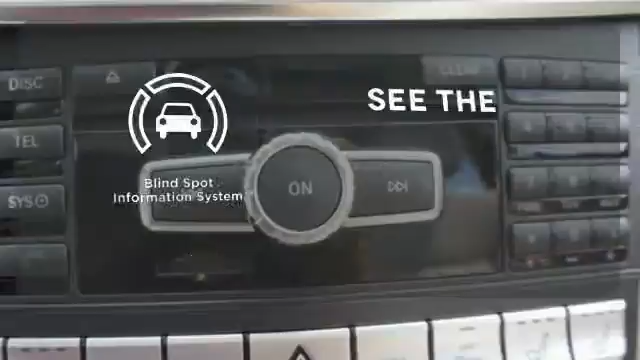 DISC
SEE THE
TEL
Blind Spot
Information System
SYS
ON